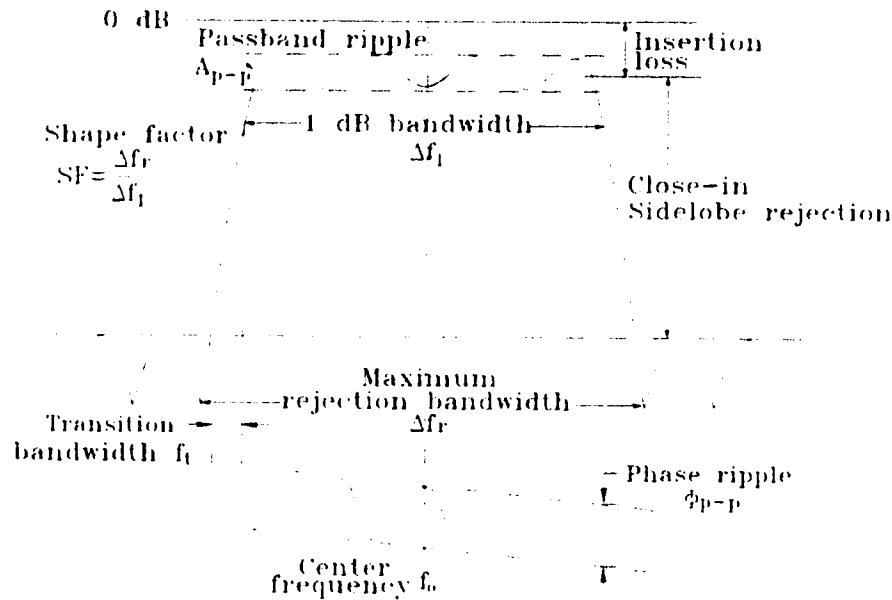 0 dB
Passband ripple
Ap-p
Insertion
loss
1 dB bandwidth
Δf1
Shape factor
SF=Δfr/Δf1
Close-in
Sidelobe rejection
Maximum
rejection bandwidth
Δfr
Transition
bandwidth ft
Phase ripple
Φp-p
Center
frequency fo